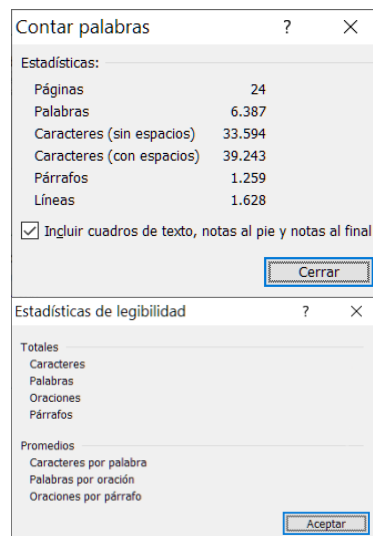 Contar palabras ? ×
Estadísticas:
Páginas 24
Palabras 6.387
Caracteres (sin espacios) 33.594
Caracteres (con espacios) 39.243
Párrafos 1.259
Líneas 1.628
Incluir cuadros de texto, notas al pie y notas al final
Cerrar
Estadísticas de legibilidad ? ×
Totales
Caracteres
Palabras
Oraciones
Párrafos
Promedios
Caracteres por palabra
Palabras por oración
Oraciones por párrafo
Aceptar